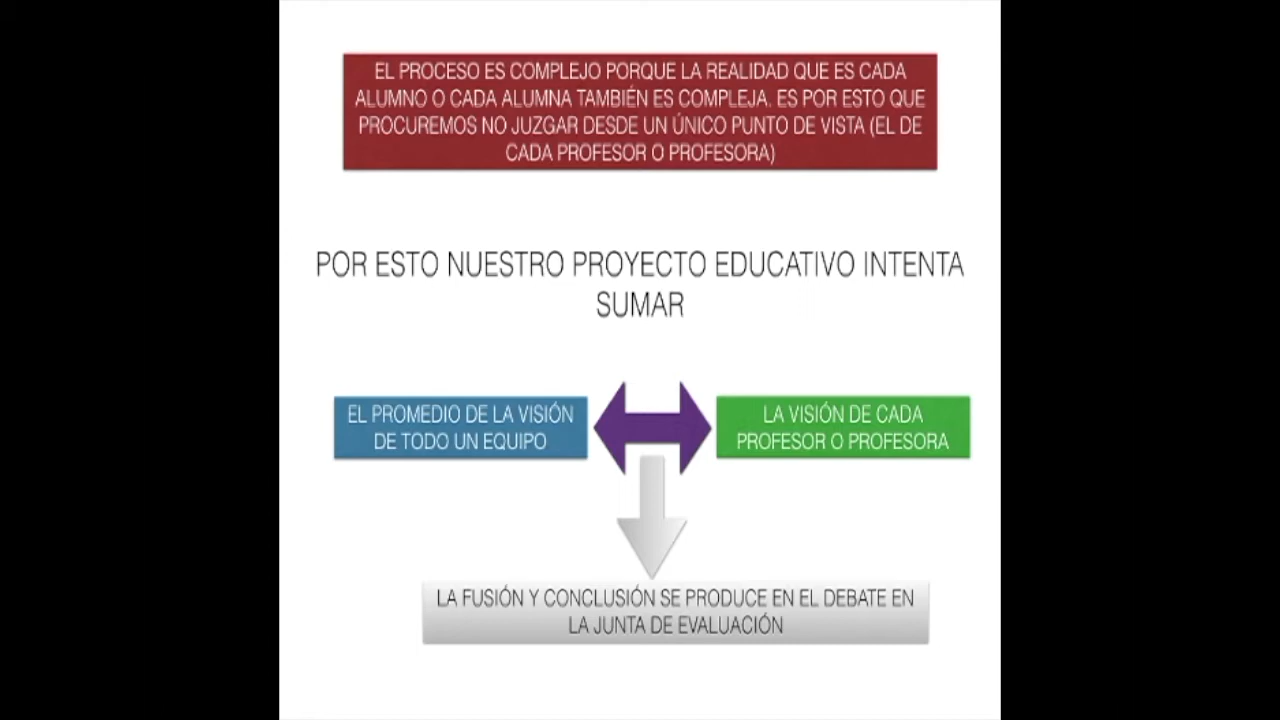 EL PROCESO ES COMPLEJO PORQUE LA REALIDAD QUE ES CADA
ALUMNO O CADA ALUMNA TAMBIÉN ES COMPLEJA. ES POR ESTO QUE
PROCUREMOS NO JUZGAR DESDE UN ÚNICO PUNTO DE VISTA (EL DE
CADA PROFESOR O PROFESORA)
POR ESTO NUESTRO PROYECTO EDUCATIVO INTENTA
SUMAR
EL PROMEDIO DE LA VISIÓN
DE TODO UN EQUIPO
LA VISIÓN DE CADA
PROFESOR O PROFESORA
LA FUSIÓN Y CONCLUSIÓN SE PRODUCE EN EL DEBATE EN
LA JUNTA DE EVALUACIÓN